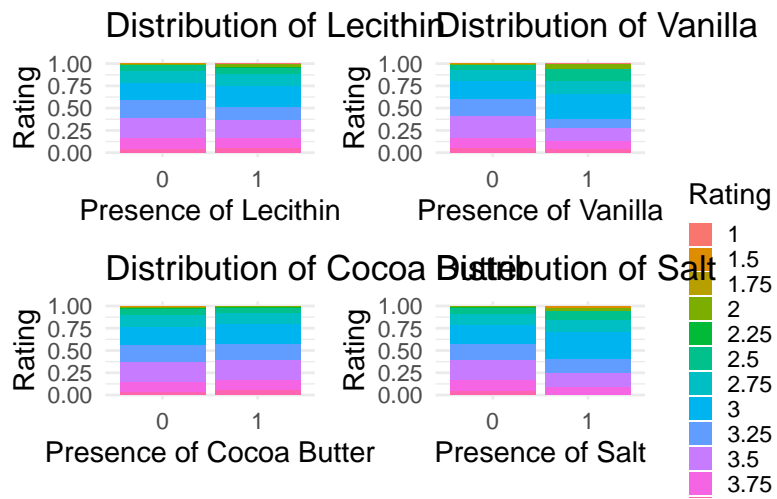 Distribution of Lecithin
Rating
1.00
0.75
0.50
0.25
0.00
0 1
Presence of Lecithin
Distribution of Vanilla
Rating
1.00
0.75
0.50
0.25
0.00
0 1
Presence of Vanilla
Distribution of Cocoa Butter
Rating
1.00
0.75
0.50
0.25
0.00
0 1
Presence of Cocoa Butter
Distribution of Salt
Rating
1.00
0.75
0.50
0.25
0.00
0 1
Presence of Salt
Rating
1
1.5
1.75
2
2.25
2.5
2.75
3
3.25
3.5
3.75